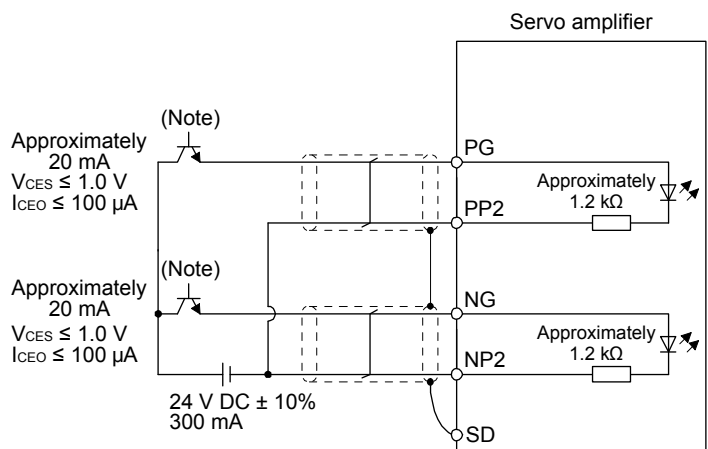 Servo amplifier
(Note)
Approximately
20 mA
VCES ≤ 1.0 V
ICEO ≤ 100 µA
PG
Approximately
1.2 kΩ
PP2
(Note)
Approximately
20 mA
VCES ≤ 1.0 V
ICEO ≤ 100 µA
NG
Approximately
1.2 kΩ
NP2
24 V DC ± 10%
300 mA
SD